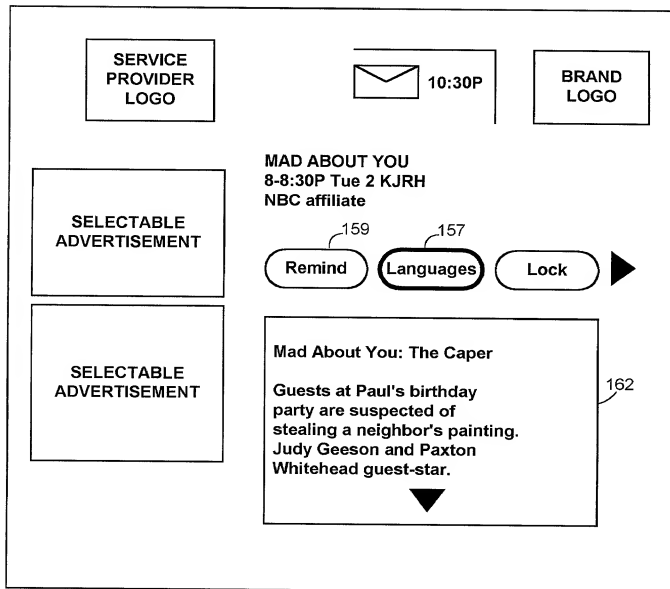 SERVICE
PROVIDER
LOGO
10:30P
BRAND
LOGO
SELECTABLE
ADVERTISEMENT
SELECTABLE
ADVERTISEMENT
MAD ABOUT YOU
8-8:30P Tue 2 KJRH
NBC affiliate
159
157
Remind
Languages
Lock
Mad About You: The Caper
Guests at Paul's birthday
party are suspected of
stealing a neighbor's painting.
Judy Geeson and Paxton
Whitehead guest-star.
162